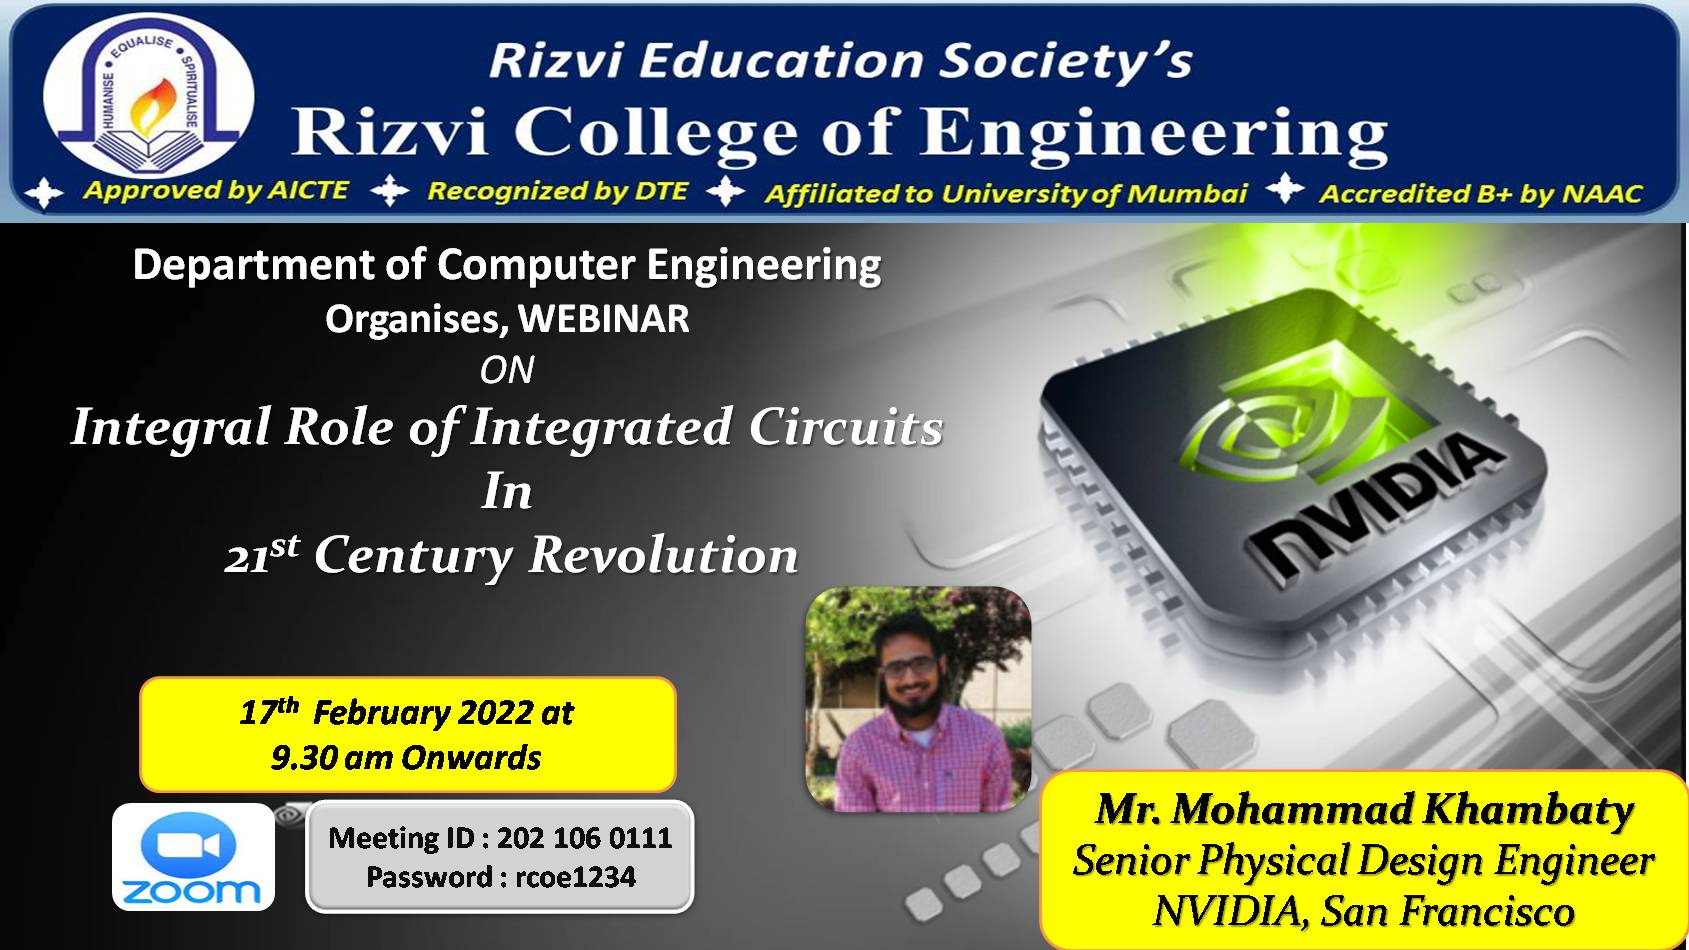 HUMANISE • EQUALISE • SPIRITUALISE
Rizvi Education Society's
Rizvi College of Engineering
Approved by AICTE Recognized by DTE Affiliated to University of Mumbai Accredited B+ by NAAC
Department of Computer Engineering
Organises, WEBINAR
ON
Integral Role of Integrated Circuits
In
21st Century Revolution
NVIDIA
17th February 2022 at
9.30 am Onwards
zoom
Meeting ID : 202 106 0111
Password : rcoe1234
Mr. Mohammad Khambaty
Senior Physical Design Engineer
NVIDIA, San Francisco